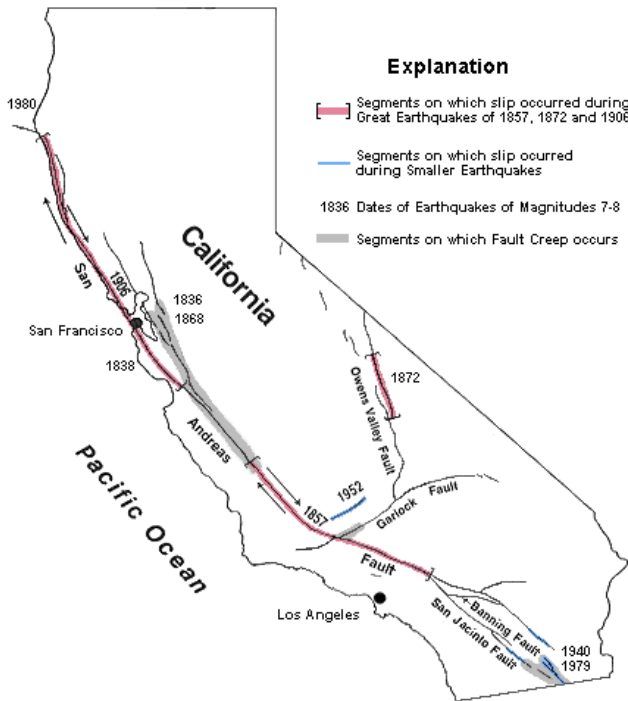 Explanation
Segments on which slip occurred during
Great Earthquakes of 1857, 1872 and 1906
Segments on which slip ocurred
during Smaller Earthquakes
1836 Dates of Earthquakes of Magnitudes 7-8
Segments on which Fault Creep occurs
1980
California
San
1906
1836
1868
San Francisco
1838
1872
Owens Valley Fault
Andreas
Pacific Ocean
1952
1857
Garlock Fault
Fault
Los Angeles
Banning Fault
San Jacinto Fault
1940
1979